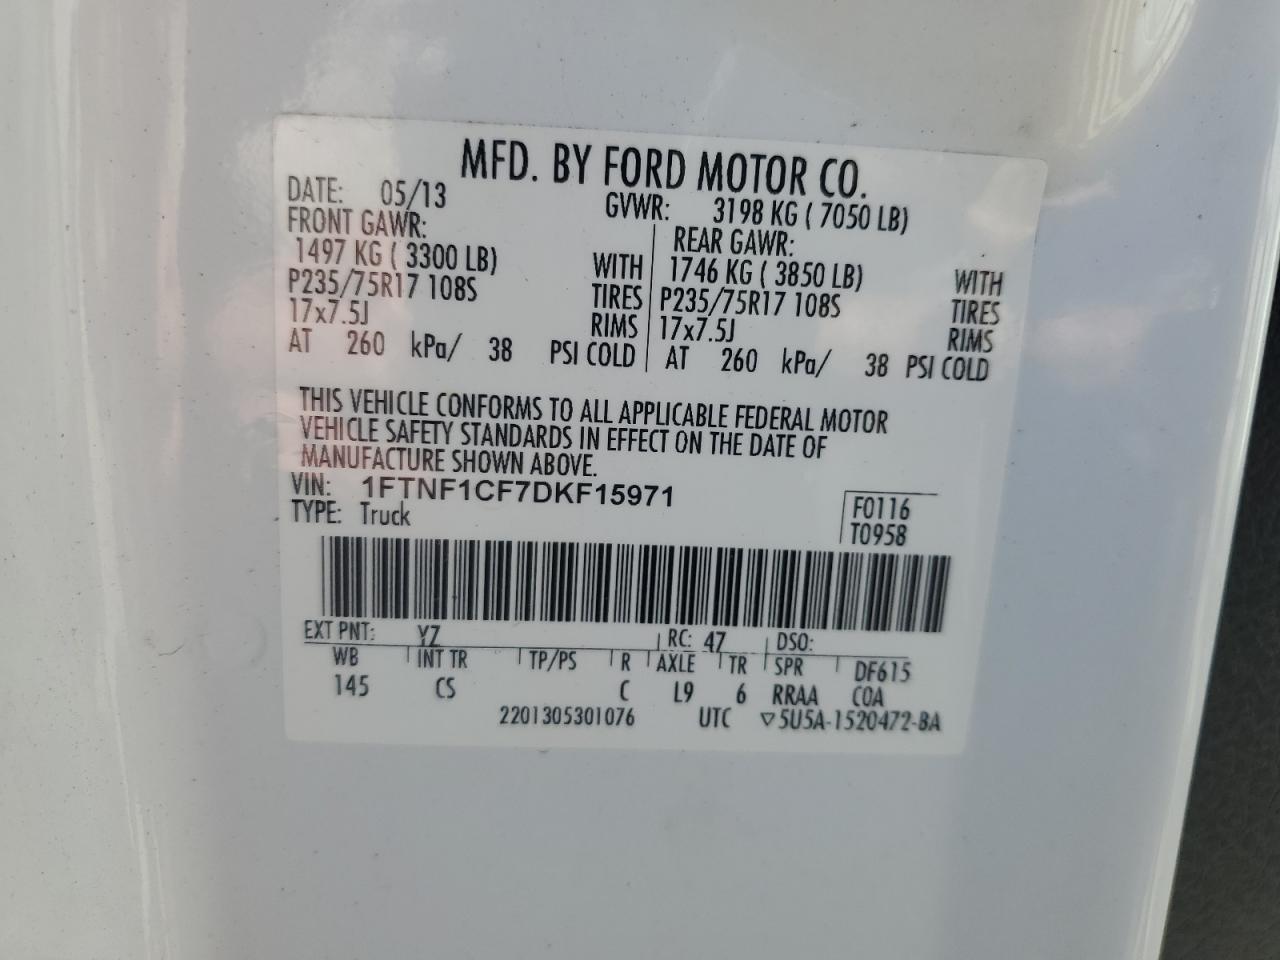 MFD. BY FORD MOTOR CO.
DATE: 05/13 GVWR: 3198 KG ( 7050 LB)
FRONT GAWR: REAR GAWR:
1497 KG ( 3300 LB) WITH 1746 KG ( 3850 LB) WITH
P235/75R17 108S TIRES P235/75R17 108S TIRES
17x7.5J RIMS 17x7.5J RIMS
AT 260 kPa/ 38 PSI COLD AT 260 kPa/ 38 PSI COLD
THIS VEHICLE CONFORMS TO ALL APPLICABLE FEDERAL MOTOR
VEHICLE SAFETY STANDARDS IN EFFECT ON THE DATE OF
MANUFACTURE SHOWN ABOVE.
VIN: 1FTNF1CF7DKF15971 F0116
TYPE: Truck T0958
EXT PNT: YZ RC: 47 DSO:
WB INT TR TP/PS R AXLE TR SPR DF615
145 CS C L9 6 RRAA COA
2201305301076 UTC ▽5U5A-1520472-BA